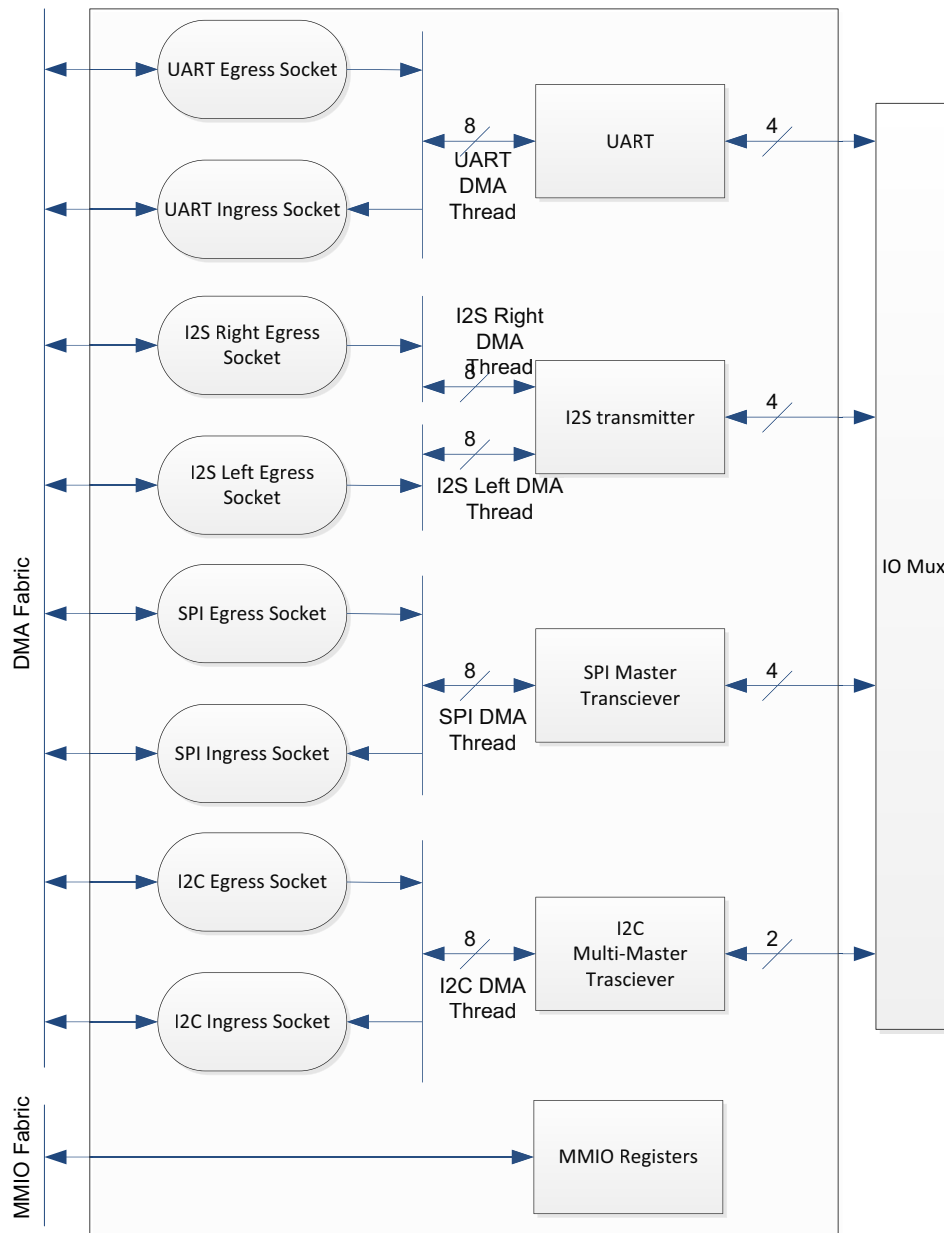 UART Egress Socket
8
UART
DMA
Thread
UART
4
UART Ingress Socket
I2S Right Egress
Socket
I2S Right
DMA
Thread
8
I2S transmitter
4
I2S Left Egress
Socket
8
I2S Left DMA
Thread
DMA Fabric
IO Mux
SPI Egress Socket
8
SPI DMA
Thread
SPI Master
Transciever
4
SPI Ingress Socket
I2C Egress Socket
8
I2C DMA
Thread
I2C
Multi-Master
Trasciever
2
I2C Ingress Socket
MMIO Fabric
MMIO Registers